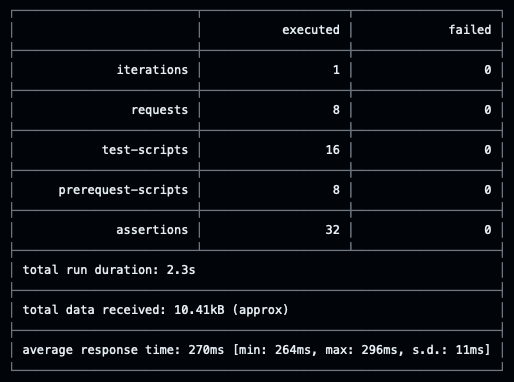 executed failed
iterations 1 0
requests 8 0
test-scripts 16 0
prerequest-scripts 8 0
assertions 32 0
total run duration: 2.3s
total data received: 10.41kB (approx)
average response time: 270ms [min: 264ms, max: 296ms, s.d.: 11ms]